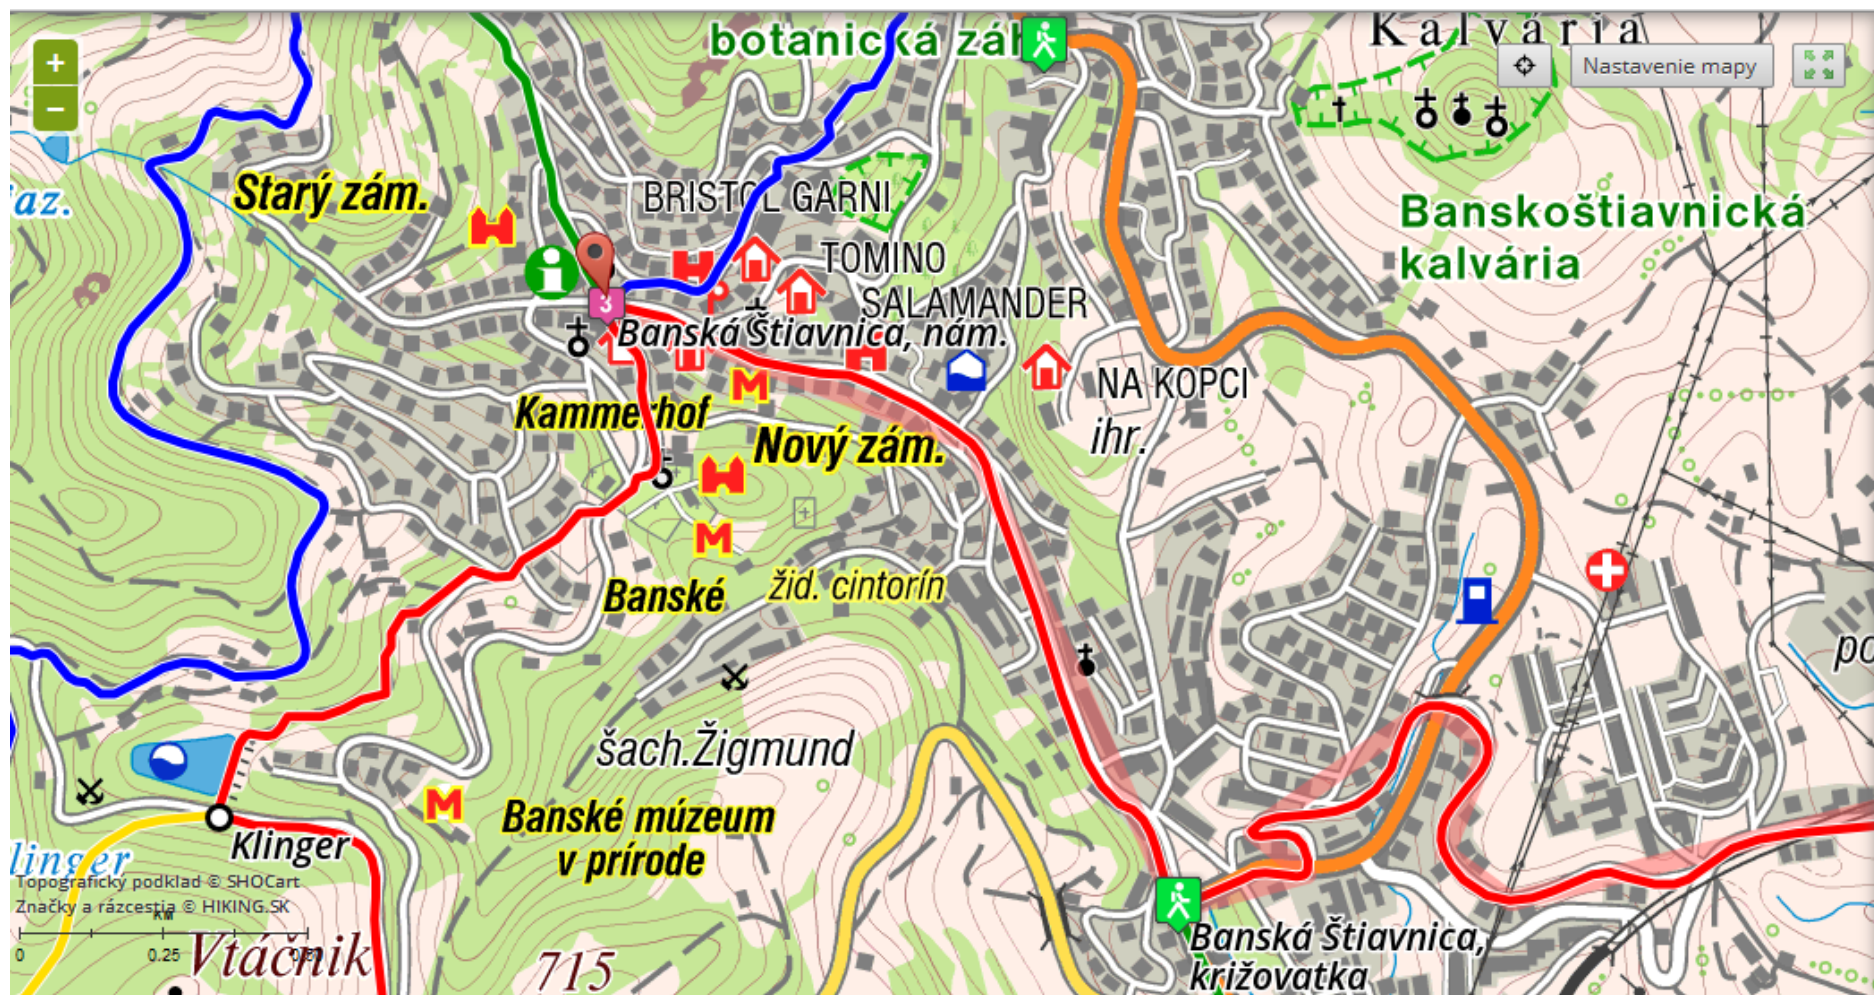 +
−
botanická záh
Kalvária
Nastavenie mapy
az.
Starý zám.
BRISTOL GARNI
Banskoštiavnická
kalvária
TOMINO
SALAMANDER
3
Banská Štiavnica, nám.
M
NA KOPCI
Kammerhof
ihr.
Nový zám.
M
Banské
žid. cintorín
po
šach.Žigmund
M
Banské múzeum
v prírode
Klinger
linger
Topografický podklad © SHOCart
Značky a rázcestia © HIKING.SK
KM
0
0.25
Vtáčnik
715
Banská Štiavnica,
križovatka